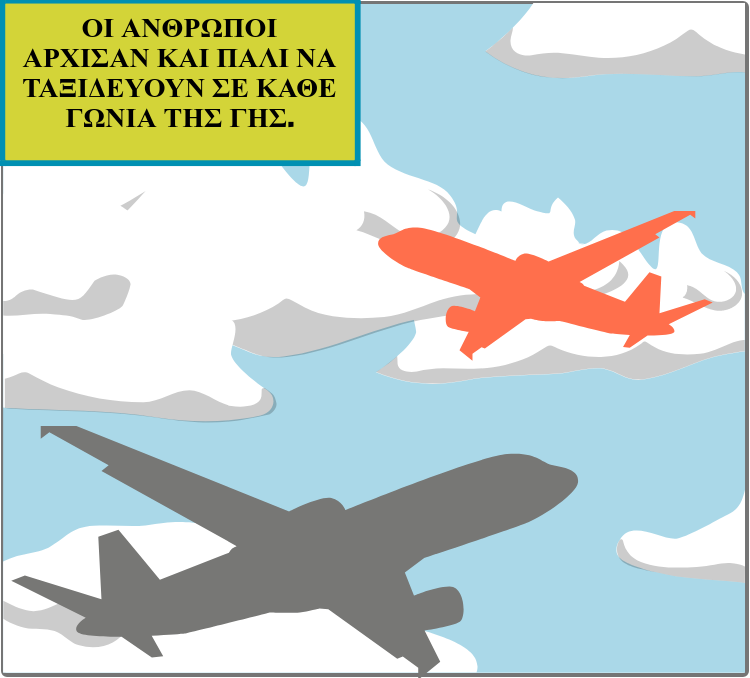 ΟΙ ΑΝΘΡΩΠΟΙ
ΑΡΧΙΣΑΝ ΚΑΙ ΠΑΛΙ ΝΑ
ΤΑΞΙΔΕΥΟΥΝ ΣΕ ΚΑΘΕ
ΓΩΝΙΑ ΤΗΣ ΓΗΣ.